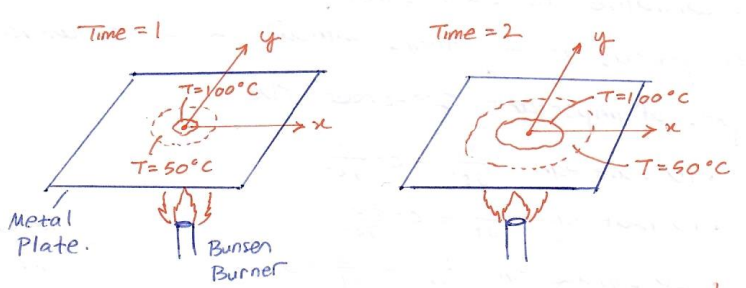 Time = 1
y
T=100°C
x
T=50°C
Metal
Plate.
Bunsen
Burner
Time = 2
y
T=100°C
x
T=50°C